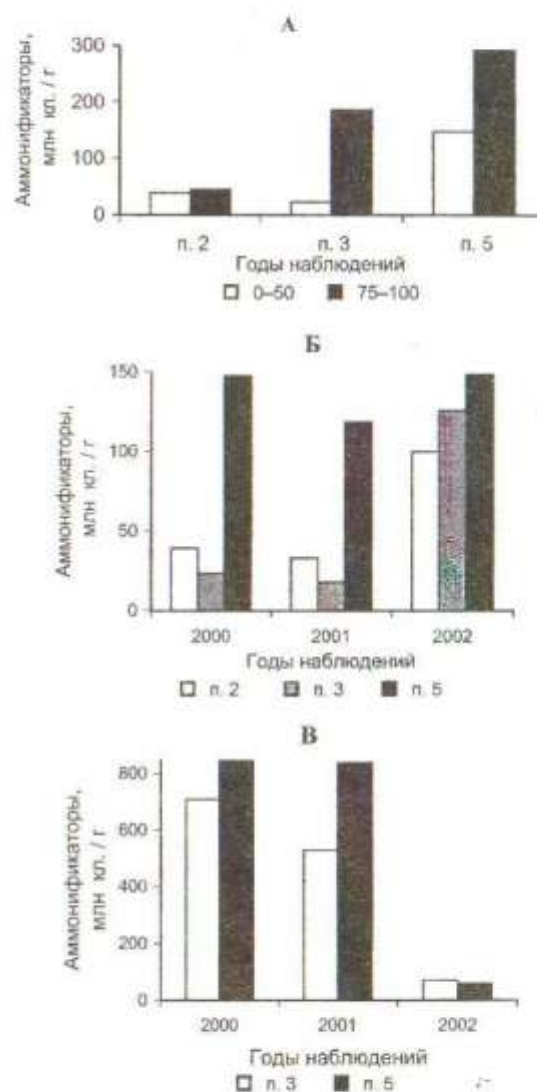 А
Аммонификаторы,
млн кл. / г
300
200
100
0
п. 2 п. 3 п. 5
Годы наблюдений
0–50 75–100
Б
Аммонификаторы,
млн кл. / г
150
100
50
0
2000 2001 2002
Годы наблюдений
п. 2 п. 3 п. 5
В
Аммонификаторы,
млн кл. / г
800
600
400
200
0
2000 2001 2002
Годы наблюдений
п. 3 п. 5